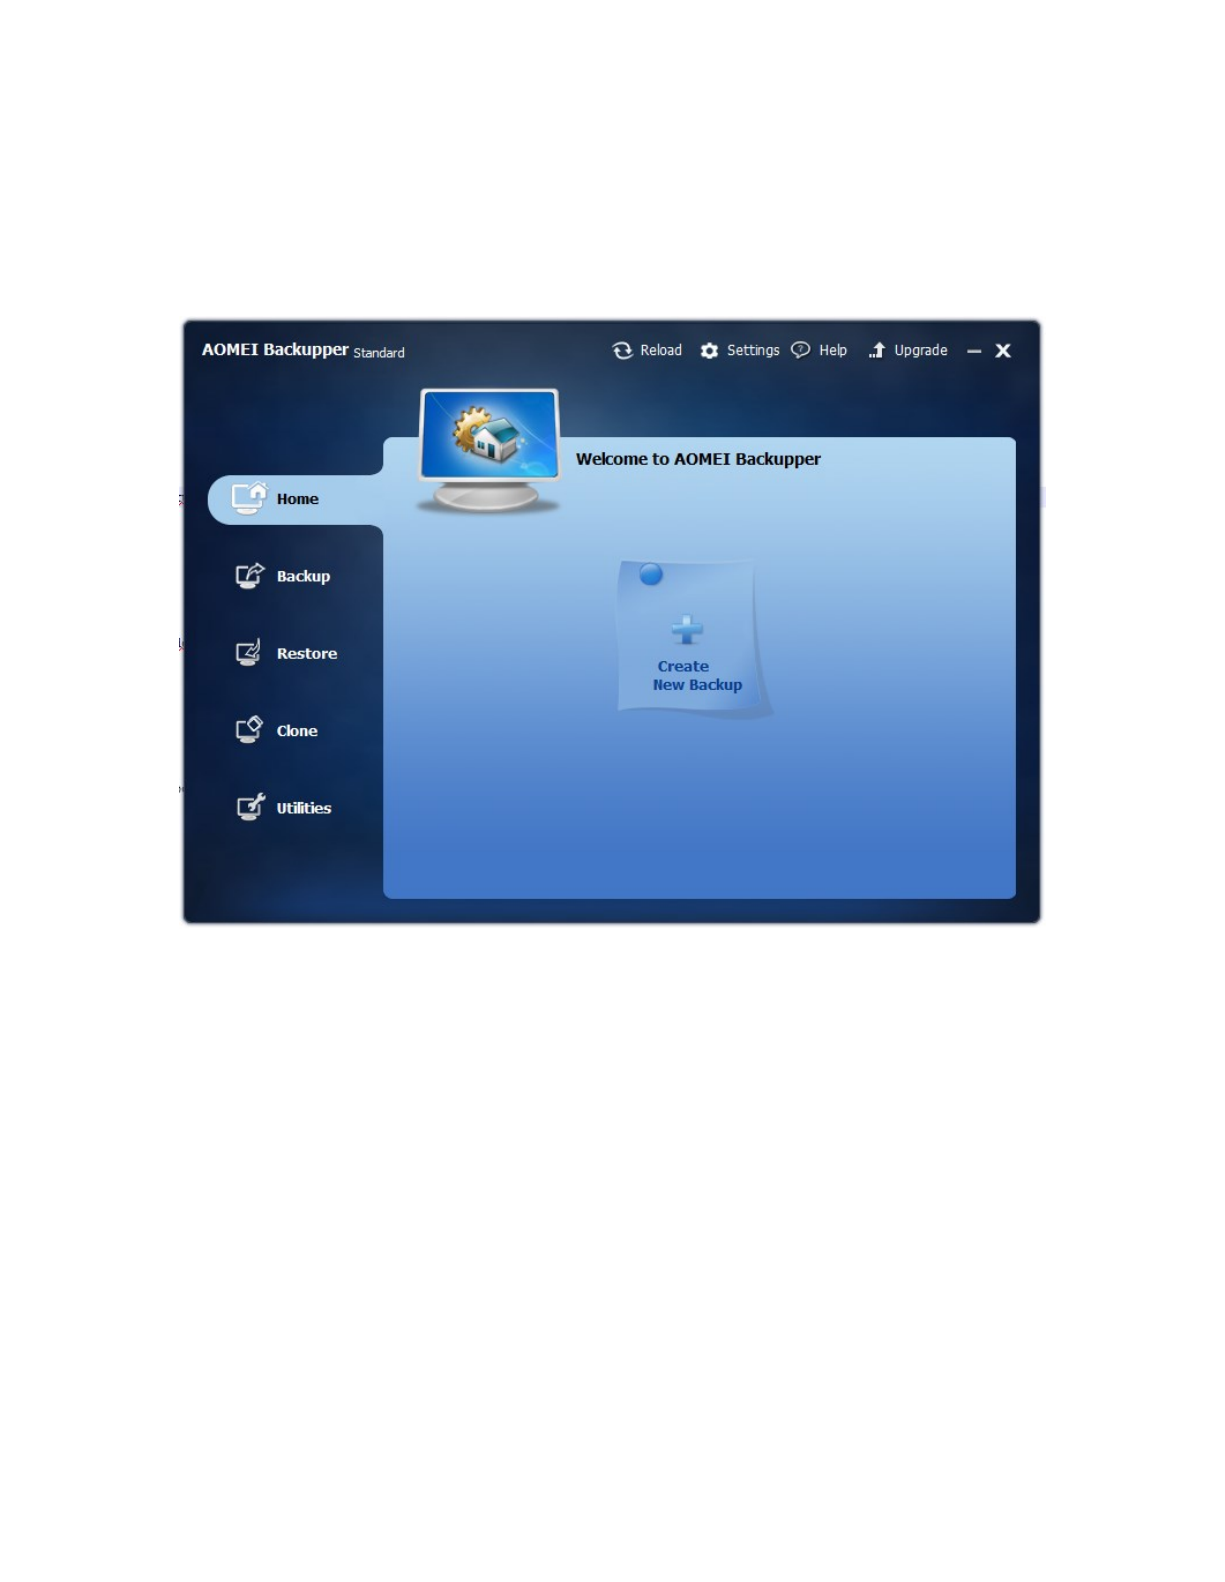 AOMEI Backupper Standard
Reload Settings Help Upgrade
Welcome to AOMEI Backupper
Home
Backup
Restore
Clone
Utilities
Create
New Backup